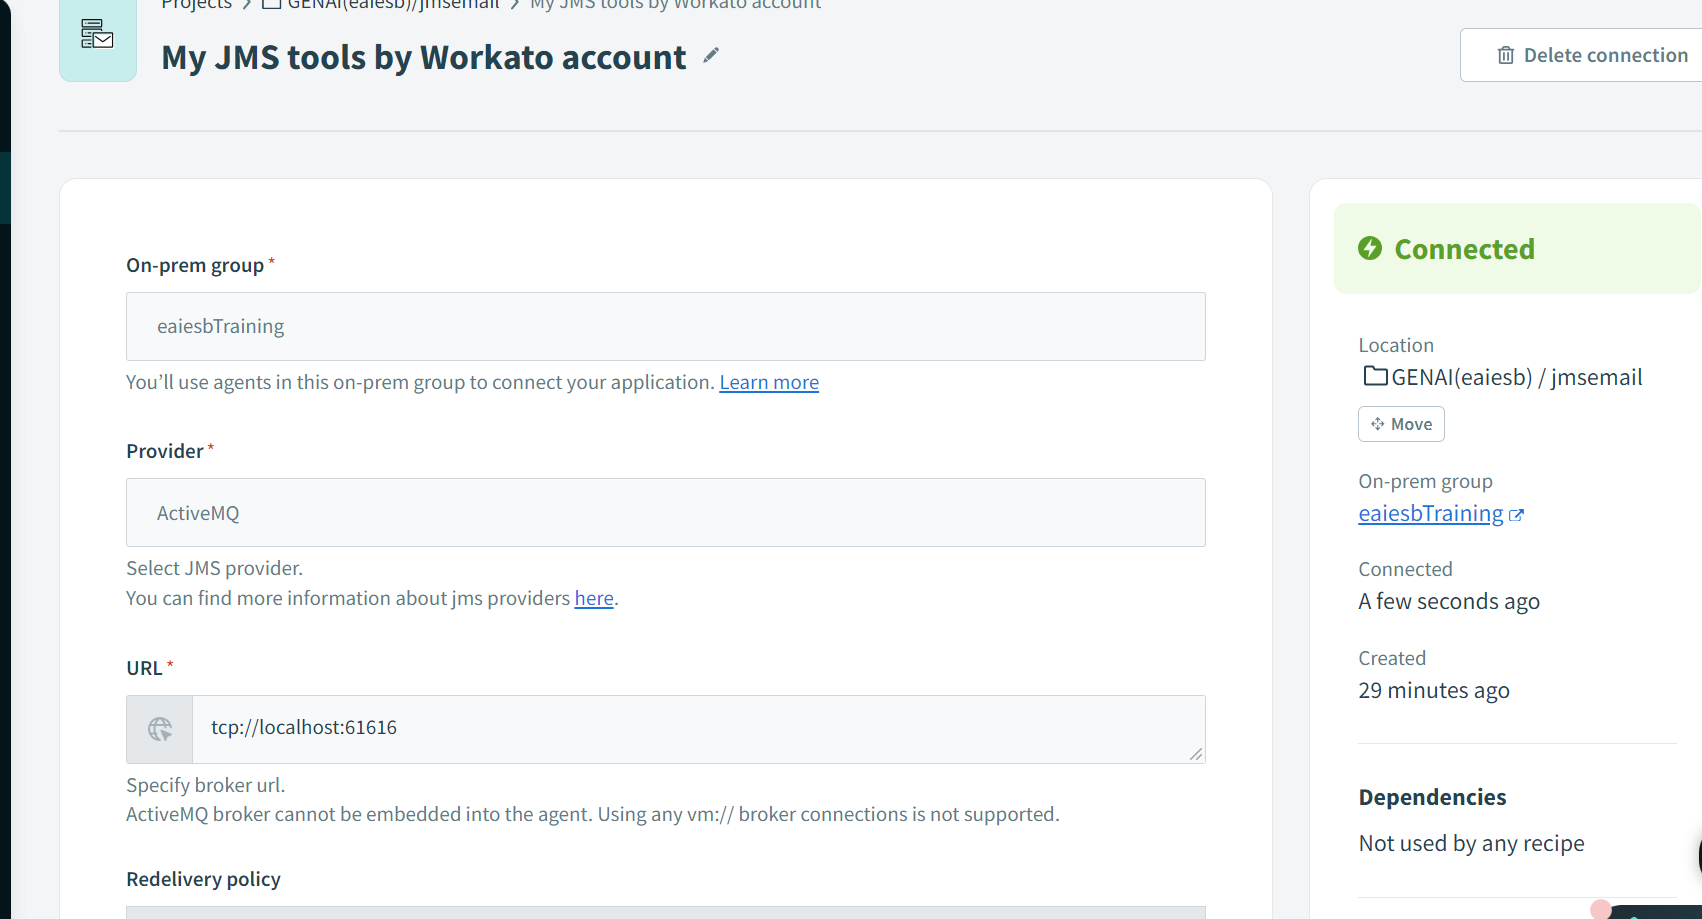 Projects > GENAI(eaiesb)/jmsemail > My JMS tools by Workato account
My JMS tools by Workato account
Delete connection
On-prem group *
eaiesbTraining
You’ll use agents in this on-prem group to connect your application. Learn more
Provider *
ActiveMQ
Select JMS provider.
You can find more information about jms providers here.
URL *
tcp://localhost:61616
Specify broker url.
ActiveMQ broker cannot be embedded into the agent. Using any vm:// broker connections is not supported.
Redelivery policy
Connected
Location
GENAI(eaiesb) / jmsemail
Move
On-prem group
eaiesbTraining
Connected
A few seconds ago
Created
29 minutes ago
Dependencies
Not used by any recipe